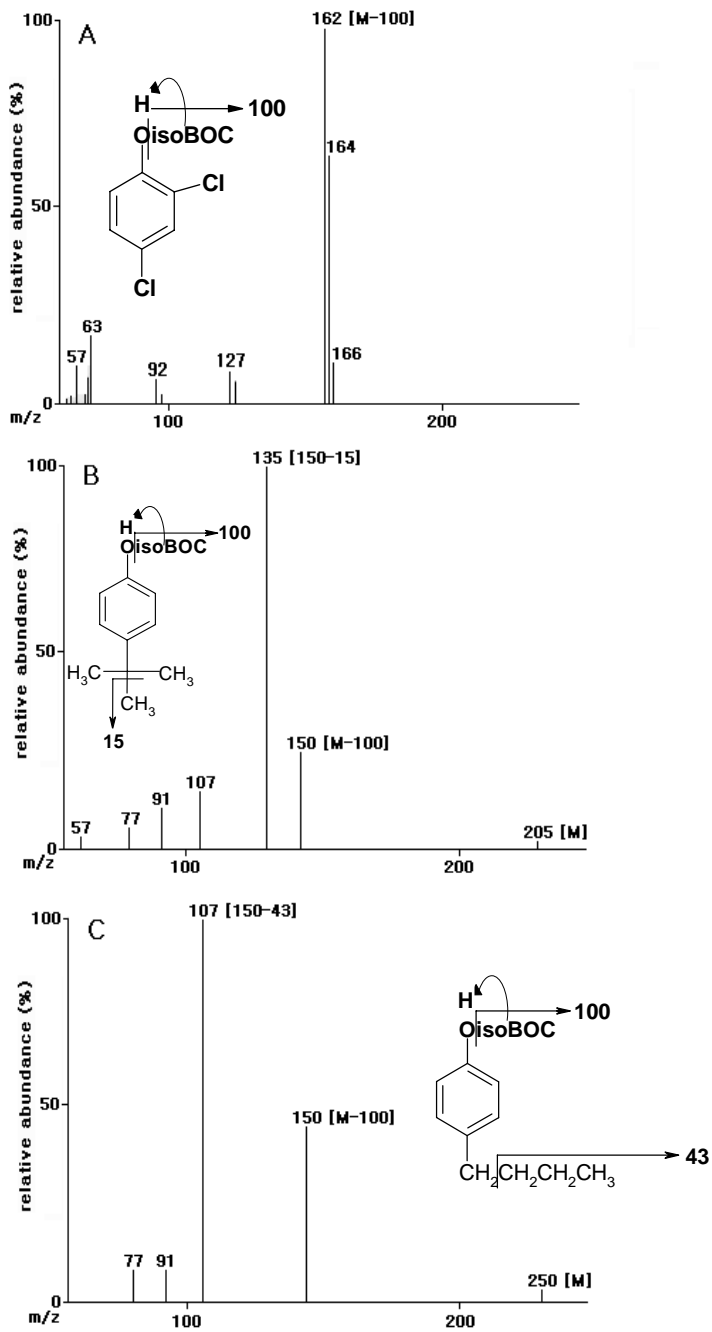 A
relative abundance (%)
100
50
0
m/z
100
200
162 [M-100]
164
166
63
57
92
127
H
100
OisoBOC
Cl
Cl
B
relative abundance (%)
100
50
0
m/z
100
200
135 [150-15]
150 [M-100]
107
91
77
57
205 [M]
H
100
OisoBOC
H3C
CH3
CH3
15
C
relative abundance (%)
100
50
0
m/z
100
200
107 [150-43]
150 [M-100]
77
91
250 [M]
H
100
OisoBOC
43
CH2CH2CH2CH3